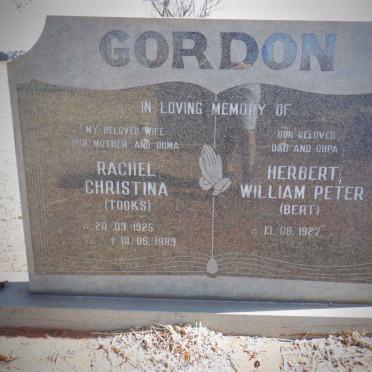 GORDON
IN LOVING MEMORY OF
MY BELOVED WIFE
OUR MOTHER AND OUMA
RACHEL
CHRISTINA
(TOOKS)
20.03.1925
10.06.1989
OUR BELOVED
DAD AND OUPA
HERBERT,
WILLIAM PETER
(BERT)
13.08.1927